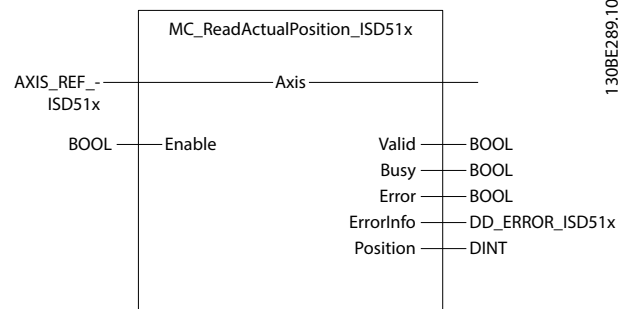 MC_ReadActualPosition_ISD51x
AXIS_REF_-
ISD51x
Axis
BOOL Enable Valid BOOL
Busy BOOL
Error BOOL
ErrorInfo DD_ERROR_ISD51x
Position DINT
130BE289.10